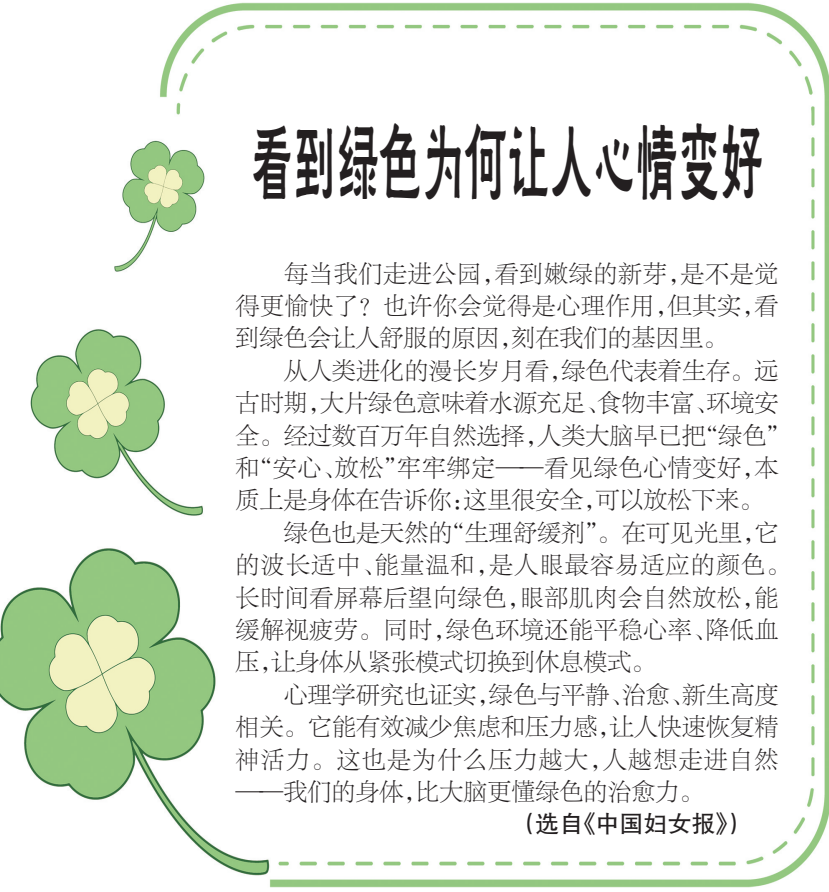 看到绿色为何让人心情变好
每当我们走进公园,看到嫩绿的新芽,是不是觉
得更愉快了？也许你会觉得是心理作用,但其实,看
到绿色会让人舒服的原因,刻在我们的基因里。
从人类进化的漫长岁月看,绿色代表着生存。远
古时期,大片绿色意味着水源充足、食物丰富、环境安
全。经过数百万年自然选择,人类大脑早已把“绿色”
和“安心、放松”牢牢绑定——看见绿色心情变好,本
质上是身体在告诉你:这里很安全,可以放松下来。
绿色也是天然的“生理舒缓剂”。在可见光里,它
的波长适中、能量温和,是人眼最容易适应的颜色。
长时间看屏幕后望向绿色,眼部肌肉会自然放松,能
缓解视疲劳。同时,绿色环境还能平稳心率、降低血
压,让身体从紧张模式切换到休息模式。
心理学研究也证实,绿色与平静、治愈、新生高度
相关。它能有效减少焦虑和压力感,让人快速恢复精
神活力。这也是为什么压力越大,人越想走进自然
——我们的身体,比大脑更懂绿色的治愈力。
(选自《中国妇女报》)